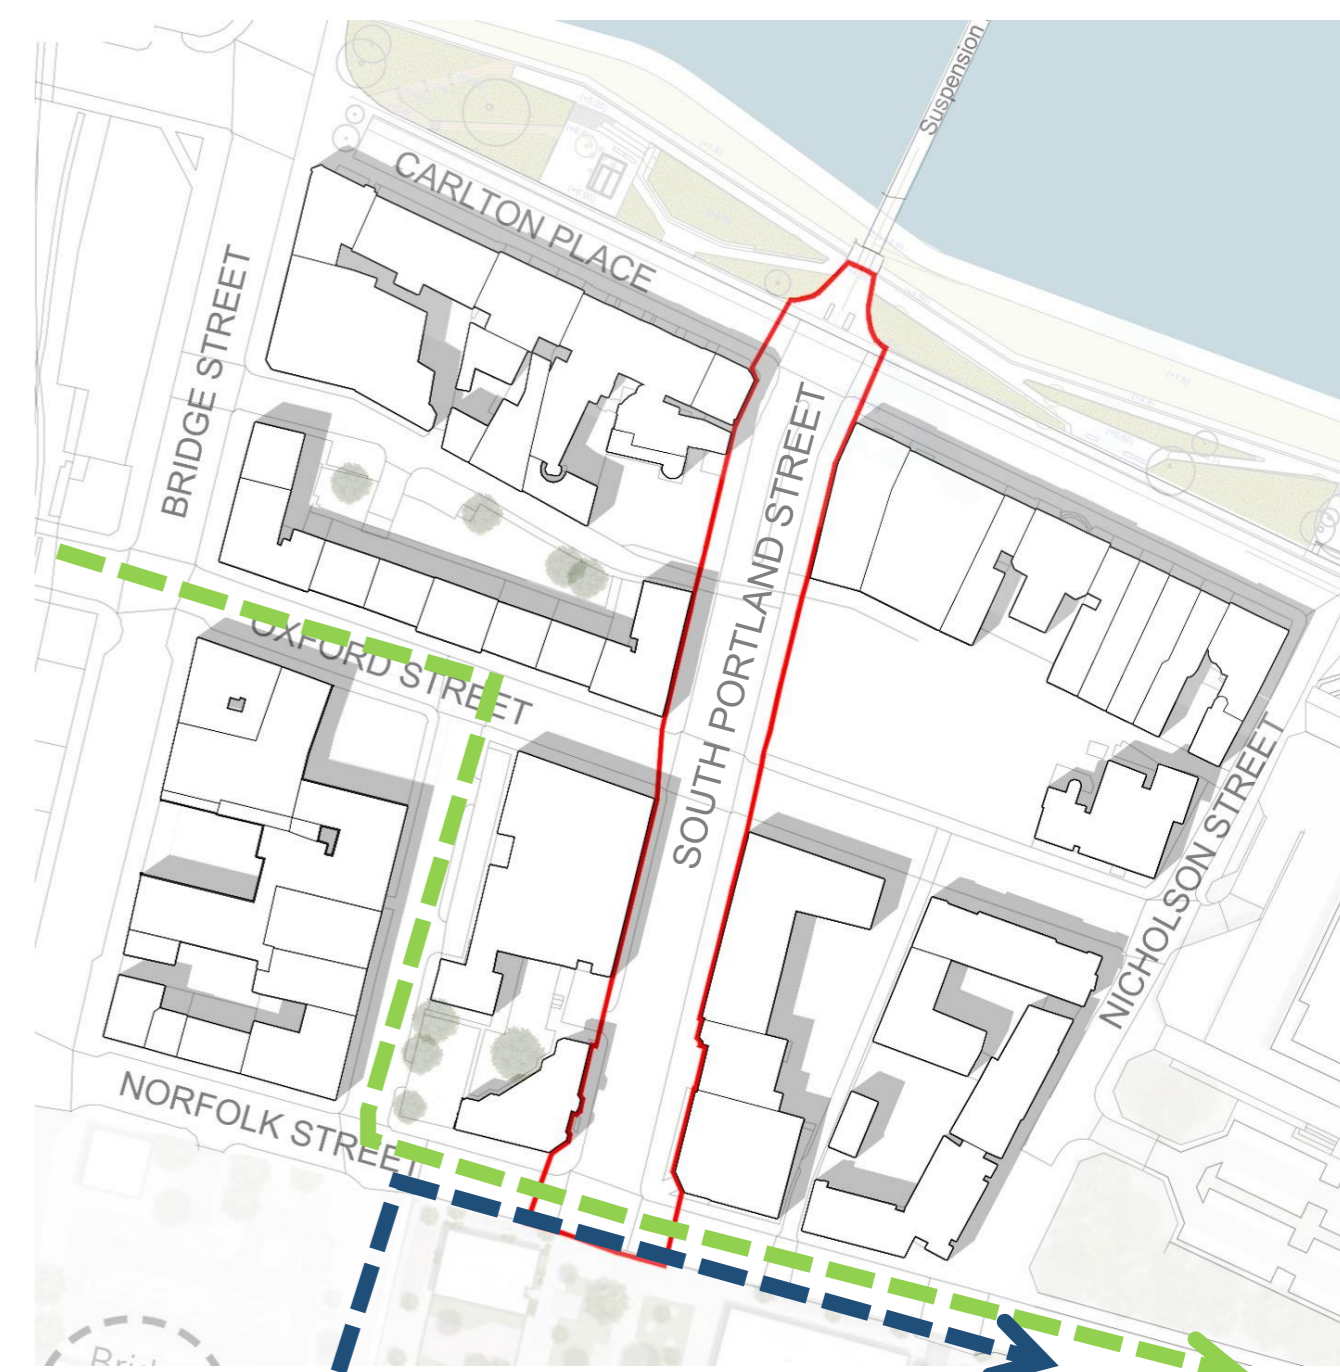 Suspension
CARLTON PLACE
BRIDGE STREET
SOUTH PORTLAND STREET
OXFORD STREET
NICHOLSON STREET
NORFOLK STREET